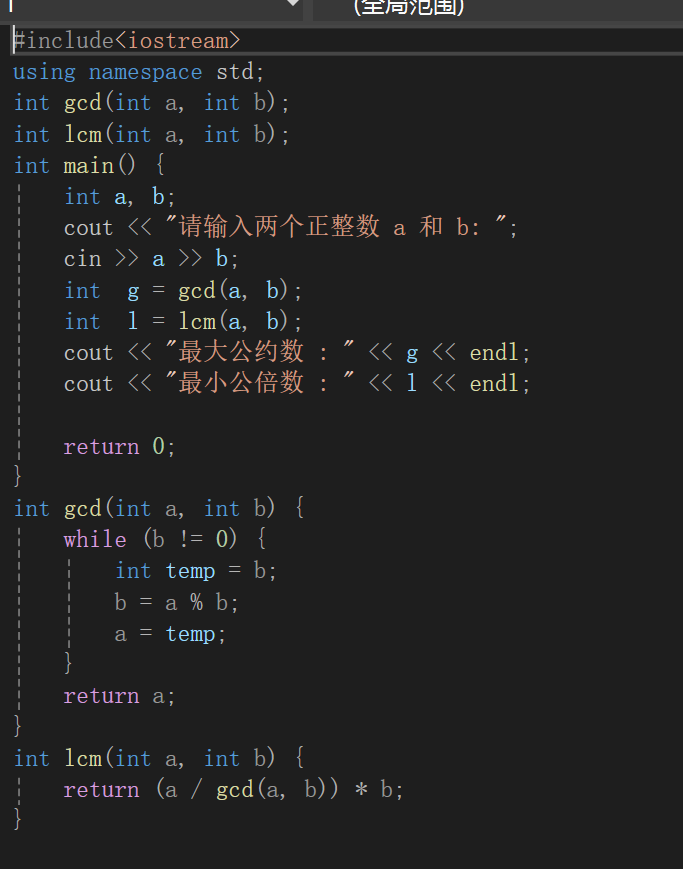 (全局范围)
#include<iostream>
using namespace std;
int gcd(int a, int b);
int lcm(int a, int b);
int main() {
    int a, b;
    cout << "请输入两个正整数 a 和 b: ";
    cin >> a >> b;
    int  g = gcd(a, b);
    int  l = lcm(a, b);
    cout << "最大公约数 : " << g << endl;
    cout << "最小公倍数 : " << l << endl;

    return 0;
}
int gcd(int a, int b) {
    while (b != 0) {
        int temp = b;
        b = a % b;
        a = temp;
    }
    return a;
}
int lcm(int a, int b) {
    return (a / gcd(a, b)) * b;
}